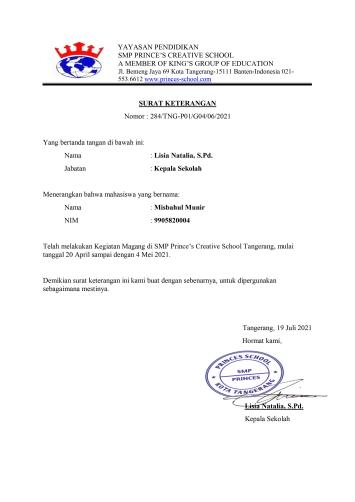 YAYASAN PENDIDIKAN
SMP PRINCE'S CREATIVE SCHOOL
A MEMBER OF KING'S GROUP OF EDUCATION
Jl. Benteng Jaya 69 Kota Tangerang-15111 Banten-Indonesia 021-
553 6612 www.princes-school.com
SURAT KETERANGAN
Nomor : 284/TNG-P01/G04/06/2021
Yang bertanda tangan di bawah ini:
Nama : Lisia Natalia, S.Pd.
Jabatan : Kepala Sekolah
Menerangkan bahwa mahasiswa yang bernama:
Nama : Misbahul Munir
NIM : 9905820004
Telah melakukan Kegiatan Magang di SMP Prince's Creative School Tangerang, mulai
tanggal 20 April sampai dengan 4 Mei 2021.
Demikian surat keterangan ini kami buat dengan sebenarnya, untuk dipergunakan
sebagaimana mestinya.
Tangerang, 19 Juli 2021
Hormat kami,
PRINCES SCHOOL
SMP
PRINCES
KOTA TANGERANG
Lisia Natalia, S.Pd.
Kepala Sekolah